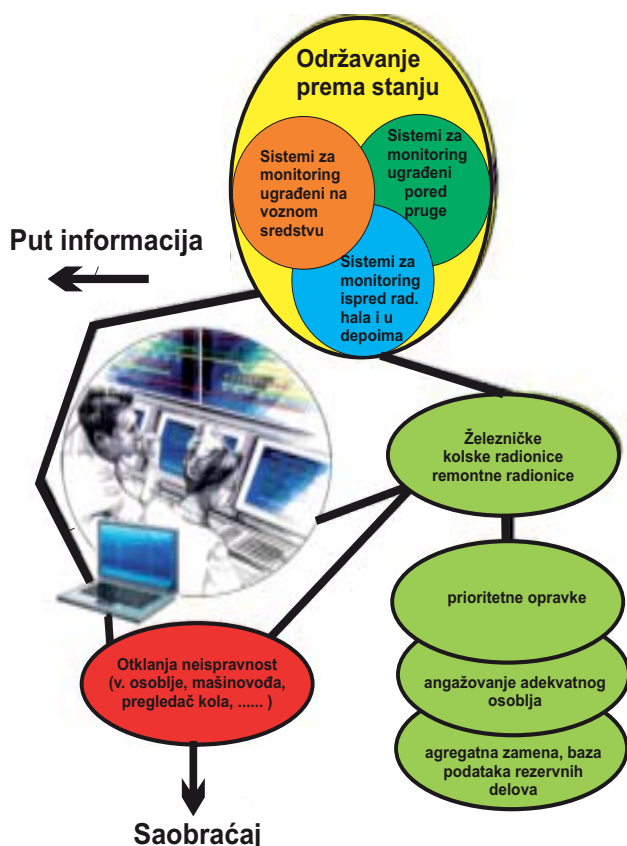 Održavanje
prema stanju
Sistemi za
monitoring
ugrađeni na
voznom
sredstvu
Sistemi za
monitoring
ugrađeni
pored
pruge
Sistemi za
monitoring
ispred rad.
hala i u
depoima
Put informacija
Železničke
kolske radionice
remontne radionice
prioritetne opravke
angažovanje adekvatnog
osoblja
agregatna zamena, baza
podataka rezervnih
delova
Otklanja neispravnost
(v. osoblje, mašinovođa,
pregledač kola, ...... )
Saobraćaj